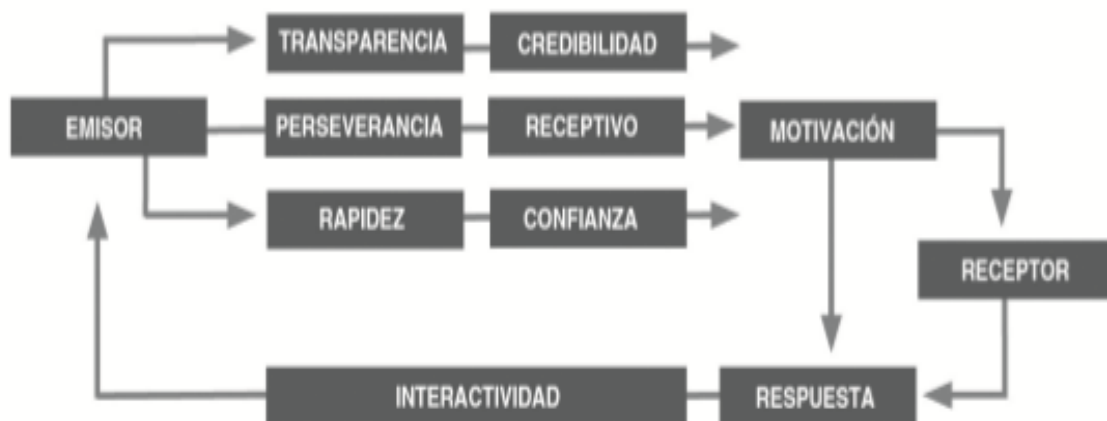 TRANSPARENCIA
CREDIBILIDAD
EMISOR
PERSEVERANCIA
RECEPTIVO
MOTIVACIÓN
RAPIDEZ
CONFIANZA
RECEPTOR
INTERACTIVIDAD
RESPUESTA